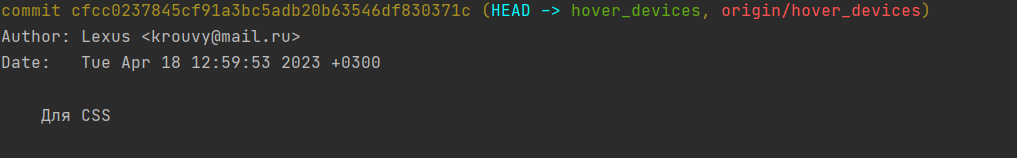 commit cfcc0237845cf91a3bc5adb20b63546df830371c (HEAD -> hover_devices, origin/hover_devices)
Author: Lexus <krouvy@mail.ru>
Date:   Tue Apr 18 12:59:53 2023 +0300
Для CSS